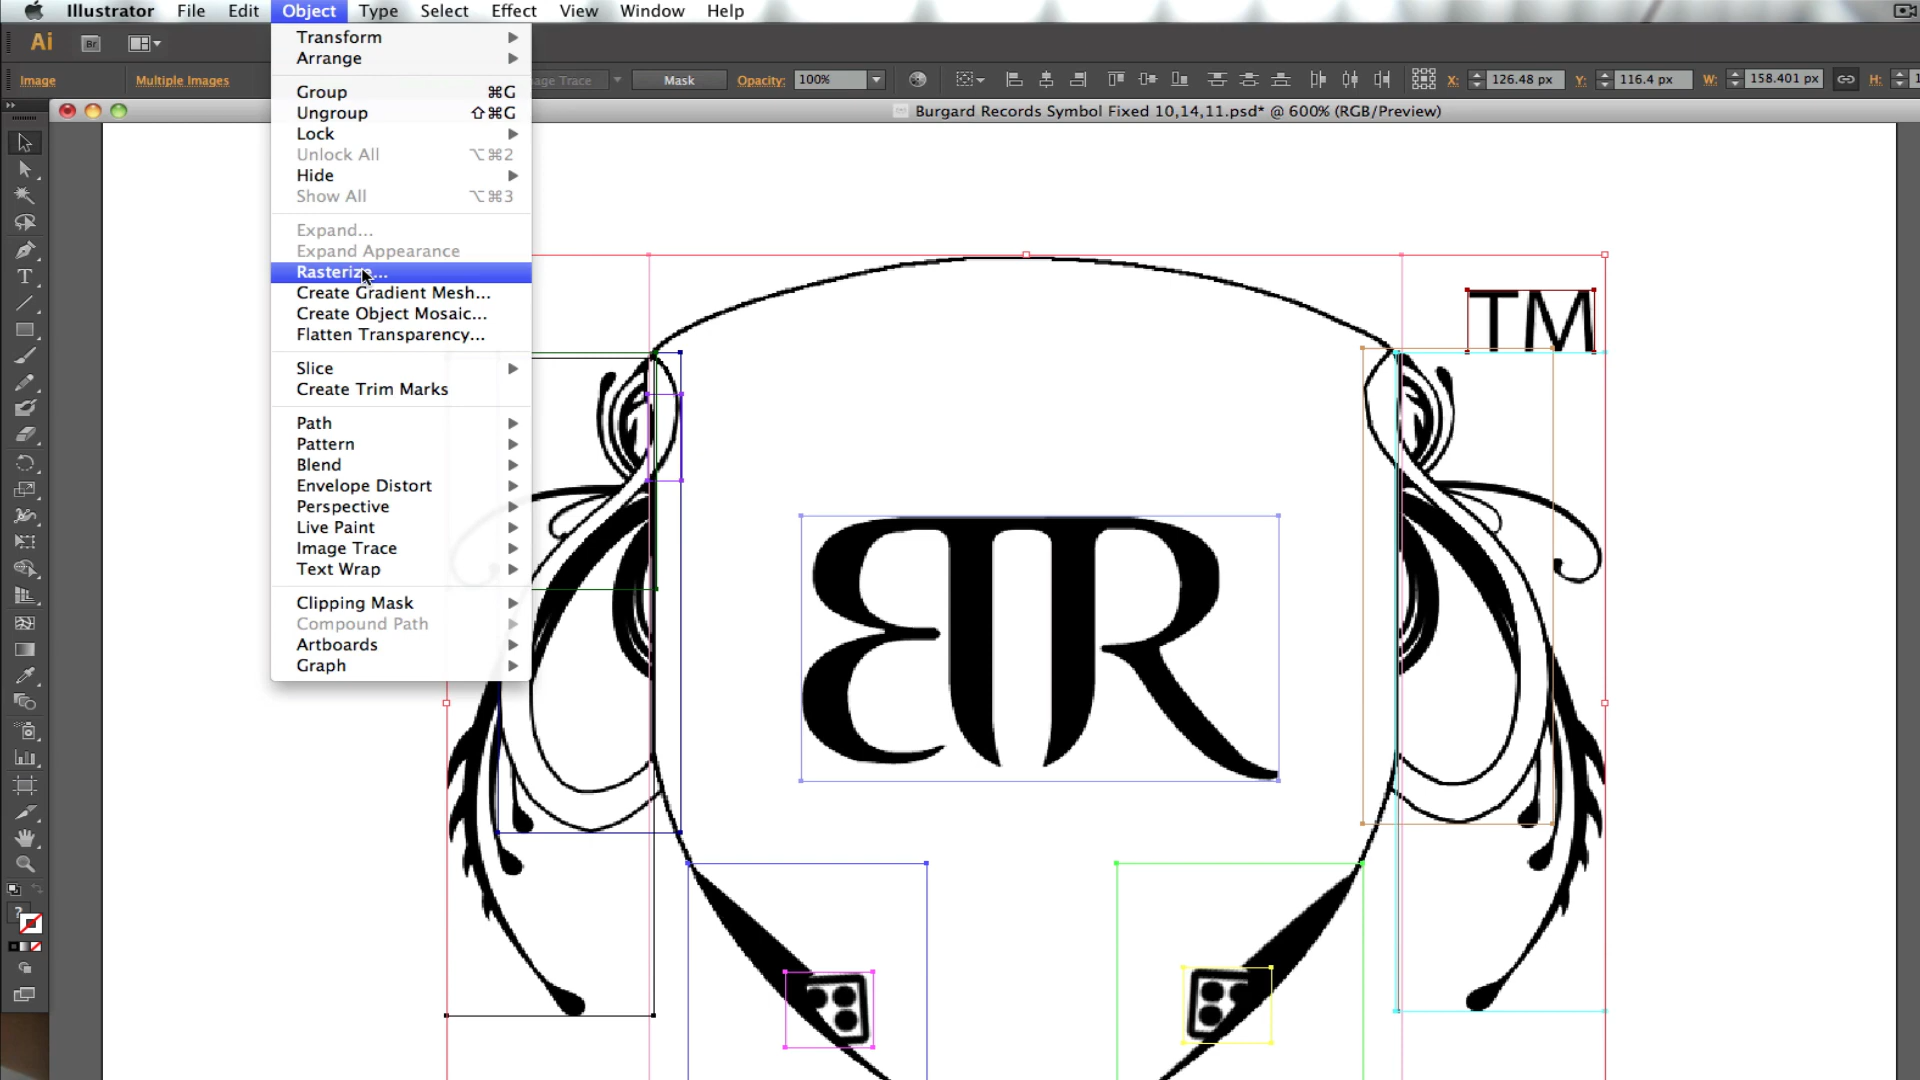 Illustrator File Edit Object Type Select Effect View Window Help
Ai Br
Image Multiple Images age Trace Mask Opacity: 100% X: 126.48 px Y: 116.4 px W: 158.401 px H:
Burgard Records Symbol Fixed 10,14,11.psd* @ 600% (RGB/Preview)
Transform
Arrange
Group ⌘G
Ungroup ⇧⌘G
Lock
Unlock All ⌥⌘2
Hide
Show All ⌥⌘3
Expand...
Expand Appearance
Rasterize...
Create Gradient Mesh...
Create Object Mosaic...
Flatten Transparency...
Slice
Create Trim Marks
Path
Pattern
Blend
Envelope Distort
Perspective
Live Paint
Image Trace
Text Wrap
Clipping Mask
Compound Path
Artboards
Graph
TM
BR